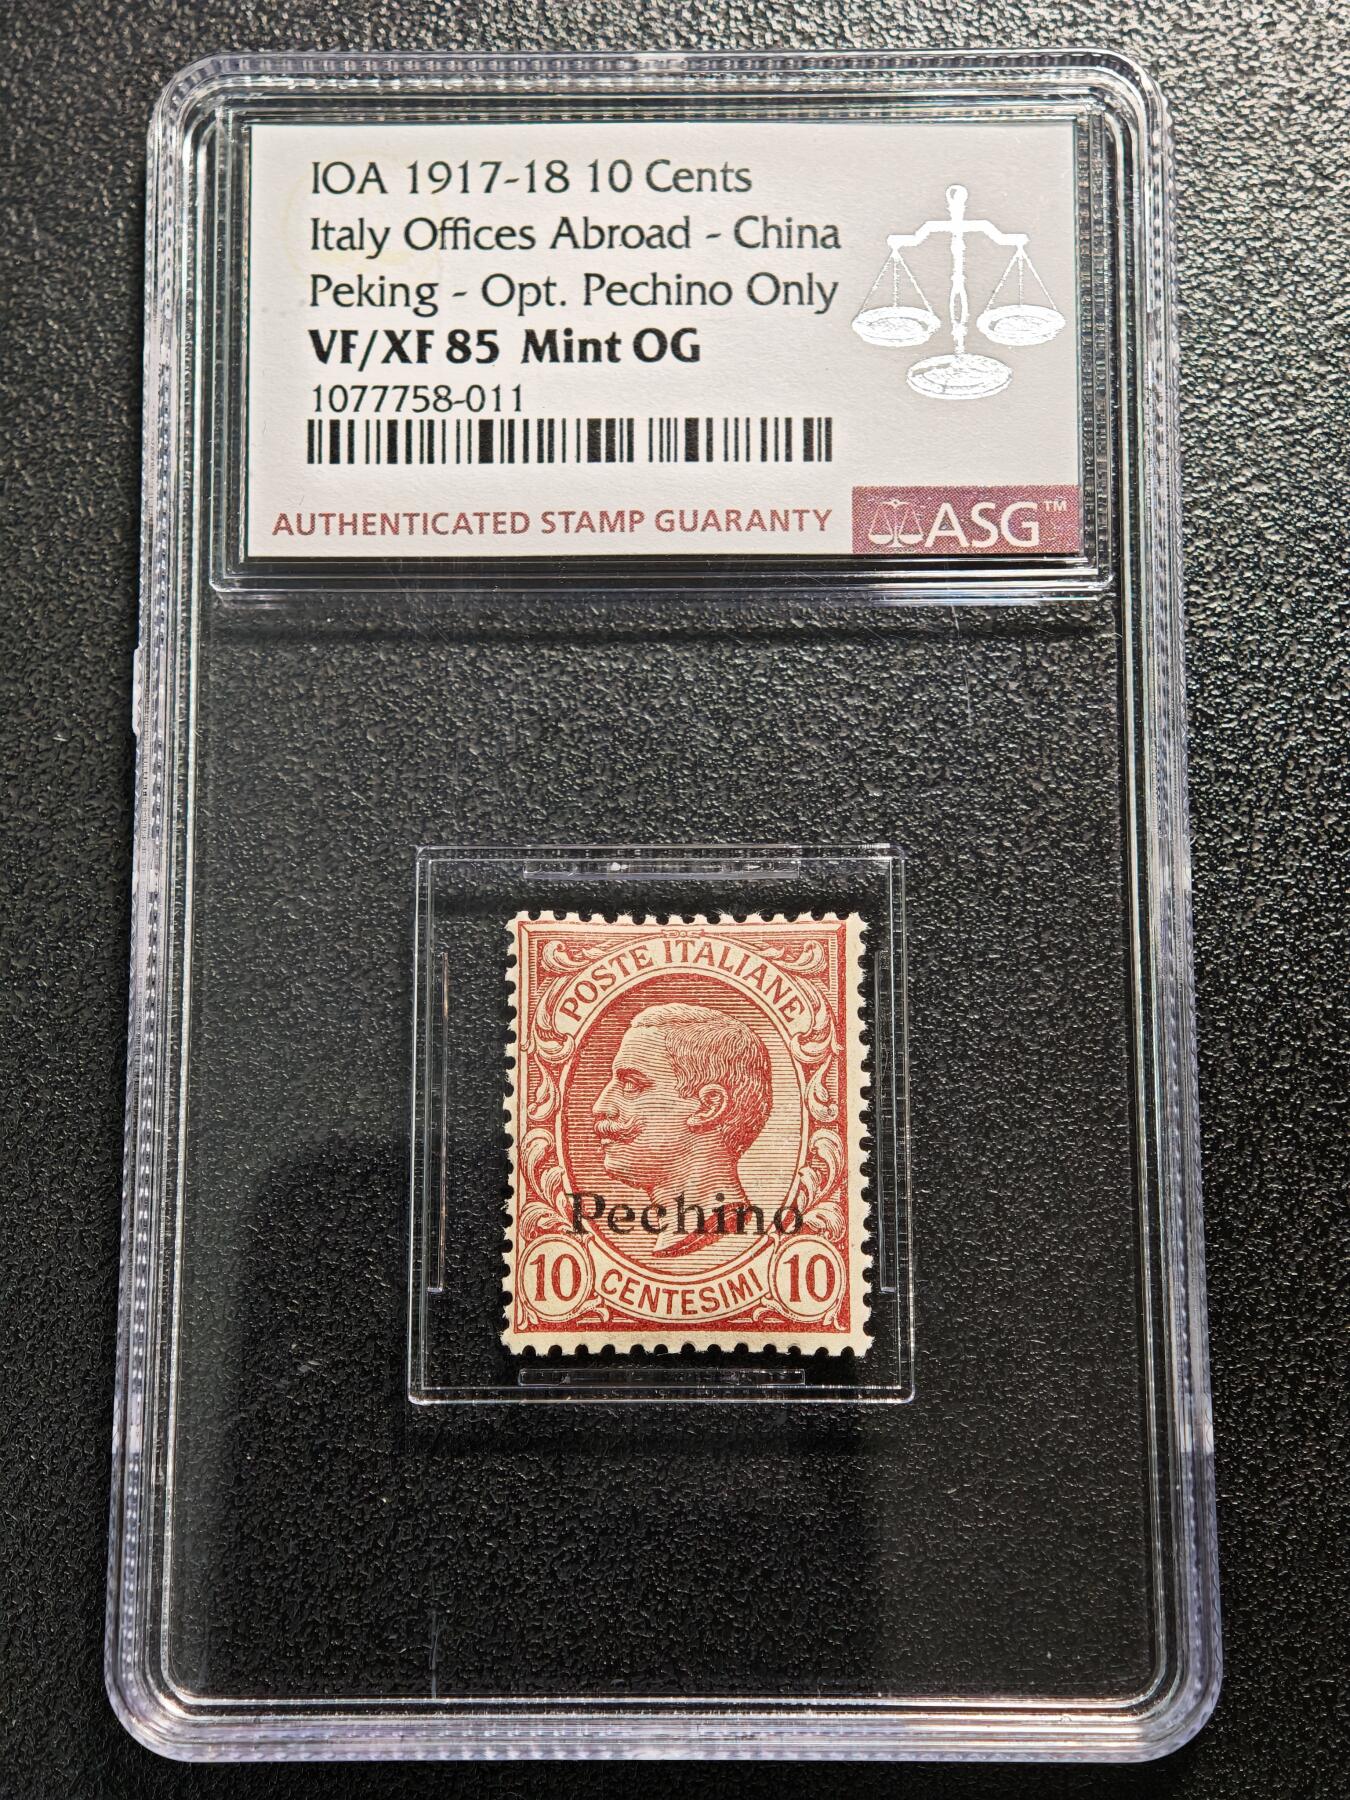 IOA 1917-18 10 Cents
Italy Offices Abroad - China
Peking - Opt. Pechino Only
VF/XF 85 Mint OG
1077758-011
AUTHENTICATED STAMP GUARANTY
ASG™
POSTE ITALIANE
Pechino
10 CENTESIMI 10